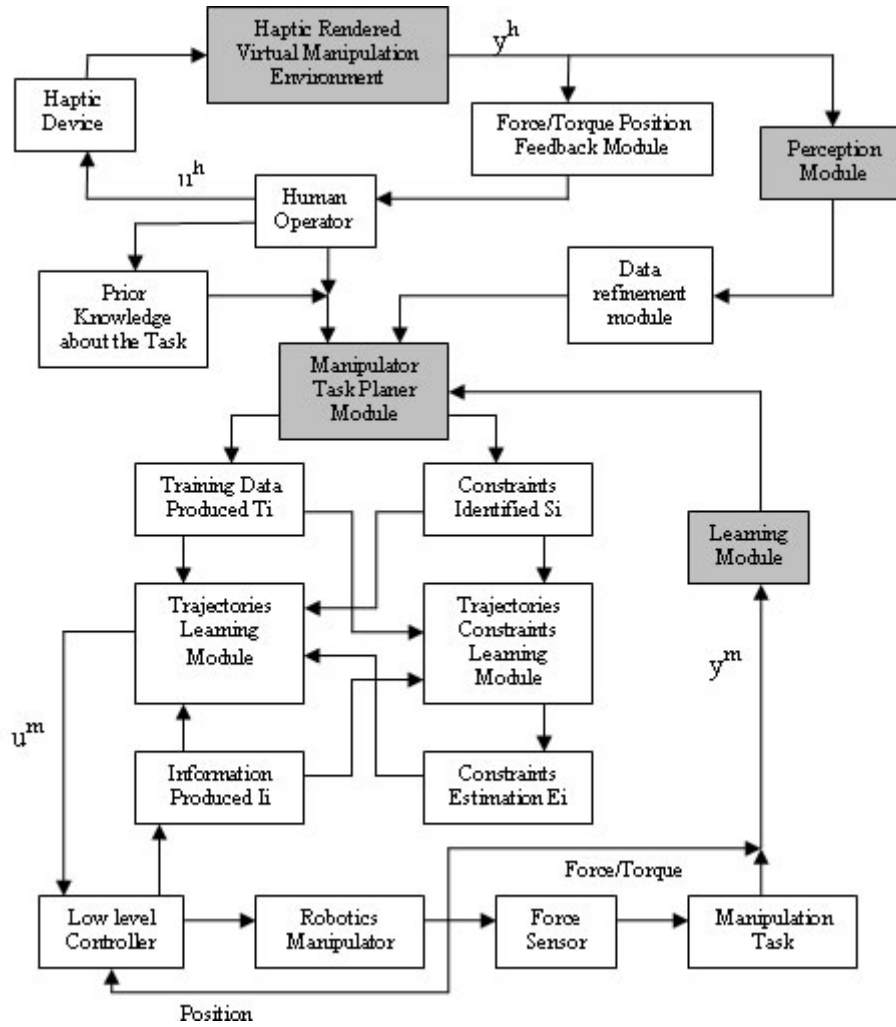 Haptic Rendered
Virtual Manipulation
Environment
y^h
Haptic
Device
Force/Torque Position
Feedback Module
Perception
Module
u^h
Human
Operator
Prior
Knowledge
about the Task
Data
refinement
module
Manipulator
Task Planer
Module
Training Data
Produced Ti
Constraints
Identified Si
Learning
Module
Trajectories
Learning
Module
Trajectories
Constraints
Learning
Module
y^m
u^m
Information
Produced Ii
Constraints
Estimation Ei
Force/Torque
Low level
Controller
Robotics
Manipulator
Force
Sensor
Manipulation
Task
Position